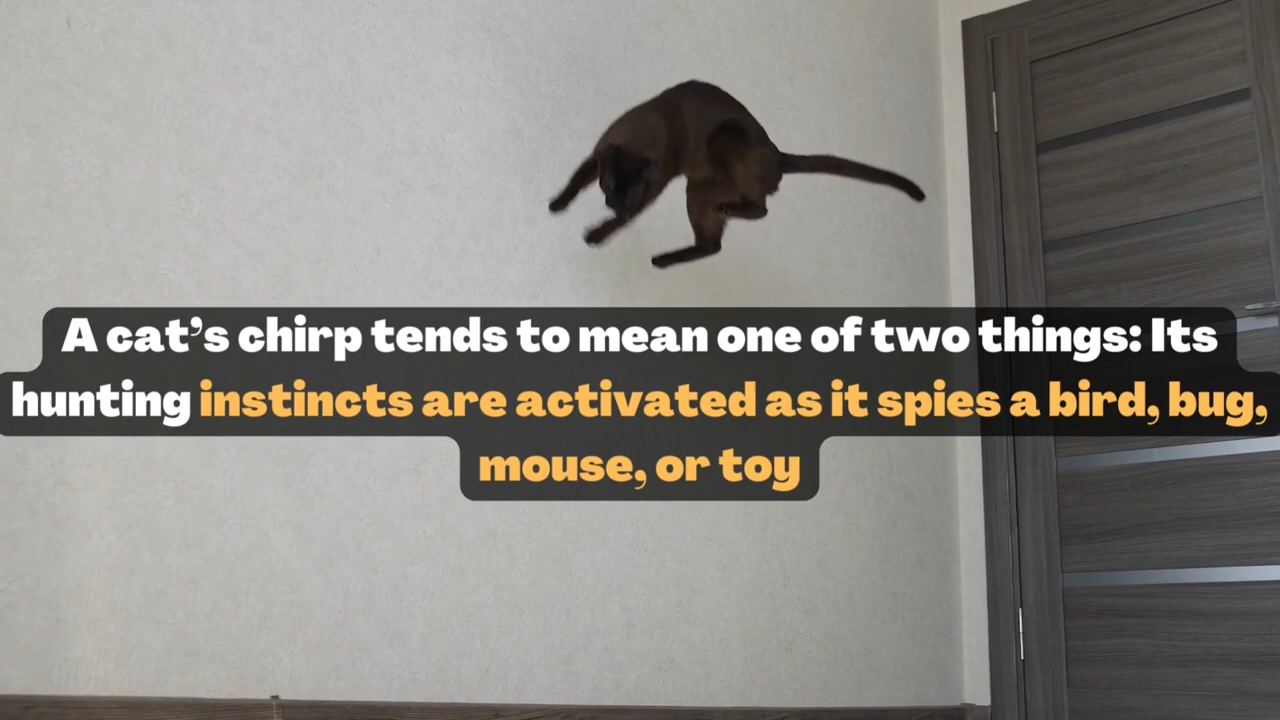 A cat’s chirp tends to mean one of two things: Its
hunting instincts are activated as it spies a bird, bug,
mouse, or toy